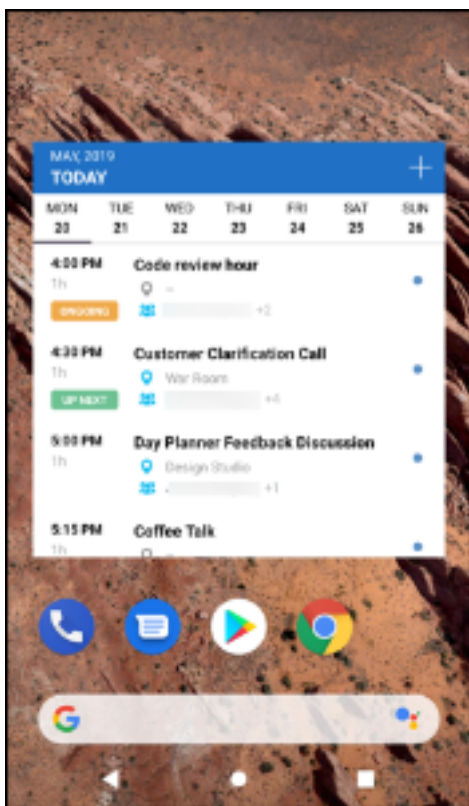 MAY, 2019
TODAY
MON TUE WED THU FRI SAT SUN
20 21 22 23 24 25 26
4:00 PM Code review hour
1h –
ONGOING +2
4:30 PM Customer Clarification Call
1h War Room
UP NEXT +4
5:00 PM Day Planner Feedback Discussion
1h Design Studio
+1
5:15 PM Coffee Talk
1h –
G